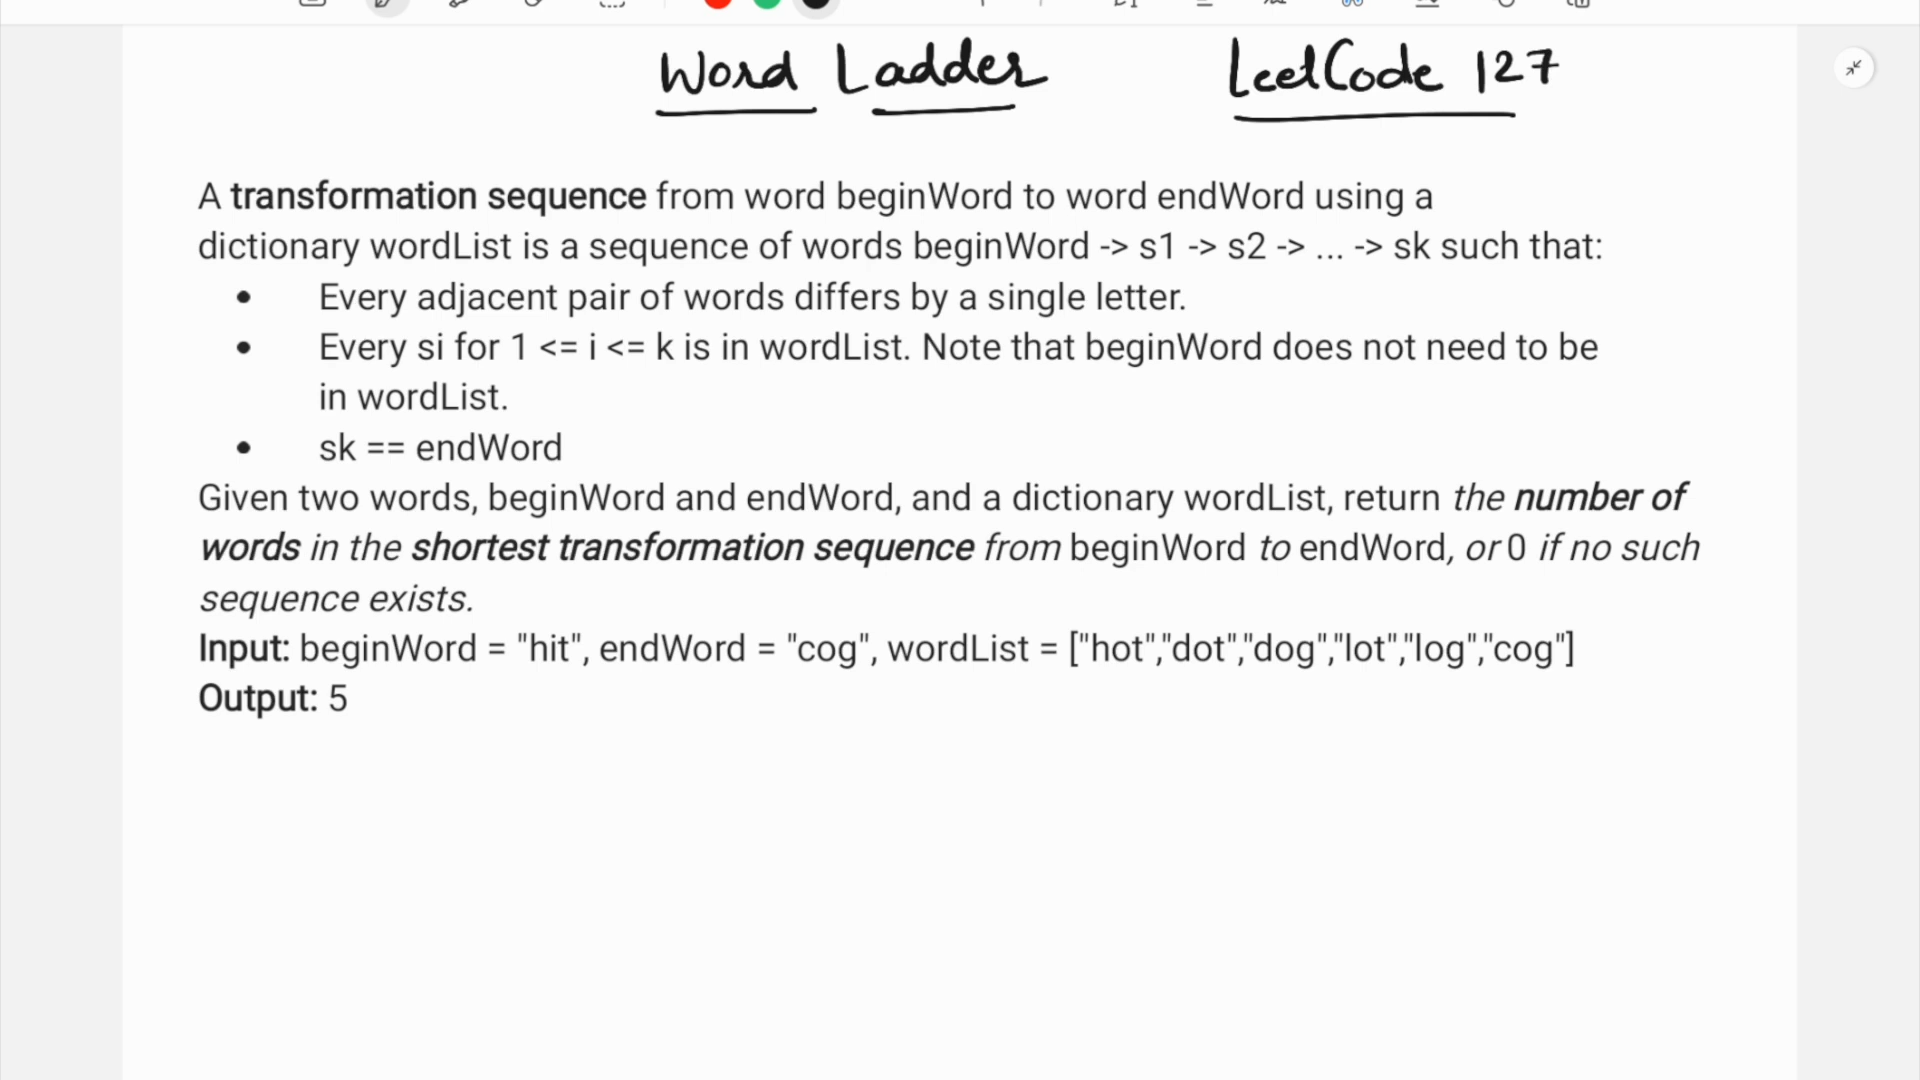 Word Ladder LeetCode 127
A transformation sequence from word beginWord to word endWord using a
dictionary wordList is a sequence of words beginWord -> s1 -> s2 -> ... -> sk such that:
• Every adjacent pair of words differs by a single letter.
• Every si for 1 <= i <= k is in wordList. Note that beginWord does not need to be
in wordList.
• sk == endWord
Given two words, beginWord and endWord, and a dictionary wordList, return the number of
words in the shortest transformation sequence from beginWord to endWord, or 0 if no such
sequence exists.
Input: beginWord = "hit", endWord = "cog", wordList = ["hot","dot","dog","lot","log","cog"]
Output: 5